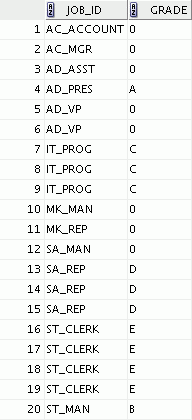 JOB_ID GRADE
1 AC_ACCOUNT 0
2 AC_MGR 0
3 AD_ASST 0
4 AD_PRES A
5 AD_VP 0
6 AD_VP 0
7 IT_PROG C
8 IT_PROG C
9 IT_PROG C
10 MK_MAN 0
11 MK_REP 0
12 SA_MAN 0
13 SA_REP D
14 SA_REP D
15 SA_REP D
16 ST_CLERK E
17 ST_CLERK E
18 ST_CLERK E
19 ST_CLERK E
20 ST_MAN B